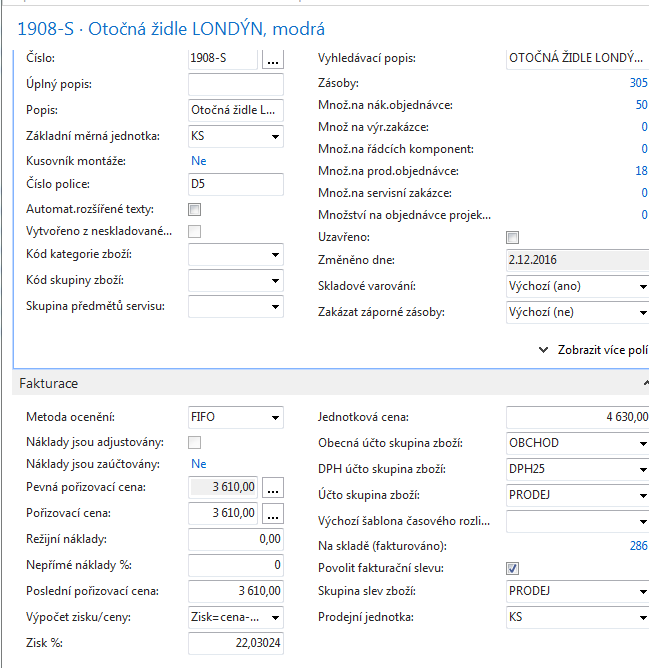 1908-S · Otočná židle LONDÝN, modrá
Číslo: 1908-S ...
Úplný popis:
Popis: Otočná židle L...
Základní měrná jednotka: KS
Kusovník montáže: Ne
Číslo police: D5
Automat.rozšířené texty:
Vytvořeno z neskladované...
Kód kategorie zboží:
Kód skupiny zboží:
Skupina předmětů servisu:
Vyhledávací popis: OTOČNÁ ŽIDLE LONDÝ...
Zásoby: 305
Množ.na nák.objednávce: 50
Množ na výr.zakázce: 0
Množ.na řádcích komponent: 0
Množ.na prod.objednávce: 18
Množ.na servisní zakázce: 0
Množství na objednávce projek... 0
Uzavřeno:
Změněno dne: 2.12.2016
Skladové varování: Výchozí (ano)
Zakázat záporné zásoby: Výchozí (ne)
Zobrazit více polí
Fakturace
Metoda ocenění: FIFO
Náklady jsou adjustovány:
Náklady jsou zaúčtovány: Ne
Pevná pořizovací cena: 3 610,00 ...
Pořizovací cena: 3 610,00 ...
Režijní náklady: 0,00
Nepřímé náklady %: 0
Poslední pořizovací cena: 3 610,00
Výpočet zisku/ceny: Zisk=cena-...
Zisk %: 22,03024
Jednotková cena: 4 630,00
Obecná účto skupina zboží: OBCHOD
DPH účto skupina zboží: DPH25
Účto skupina zboží: PRODEJ
Výchozí šablona časového rozli...
Na skladě (fakturováno): 286
Povolit fakturační slevu:
Skupina slev zboží: PRODEJ
Prodejní jednotka: KS